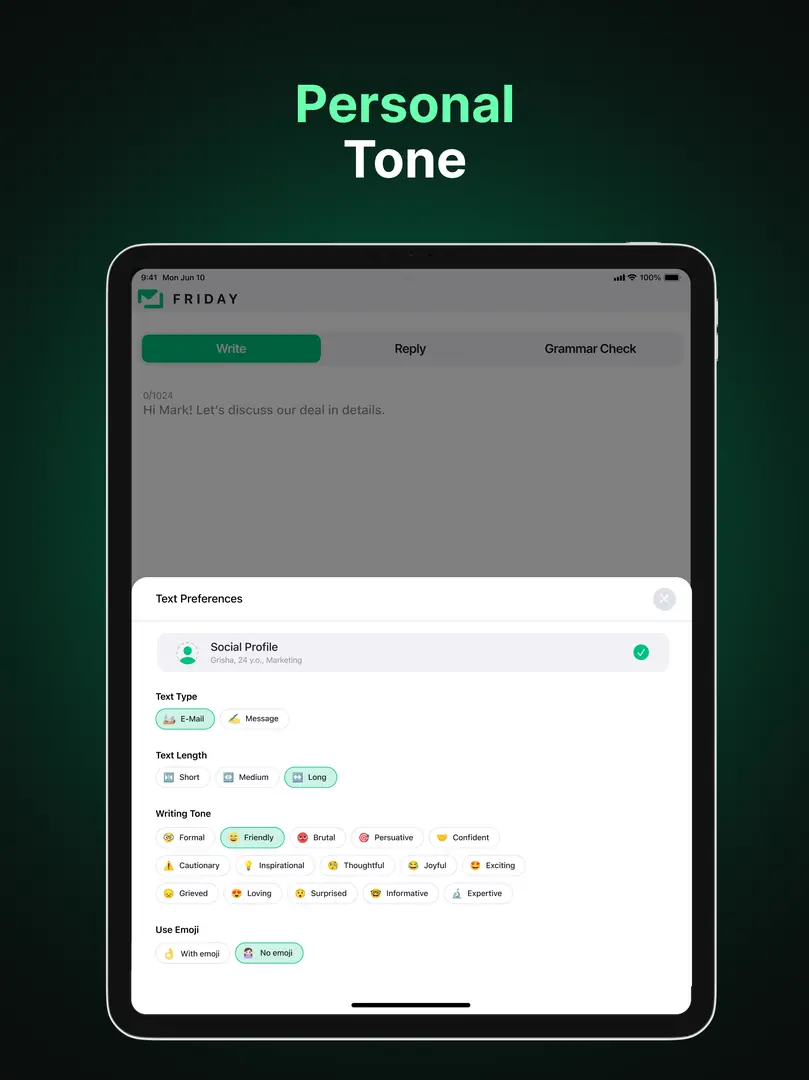 Personal
Tone
9:41 Mon Jun 10 100%
FRIDAY
Write Reply Grammar Check
0/1024
Hi Mark! Let's discuss our deal in details.
Text Preferences
Social Profile
Grisha, 24 y.o., Marketing
Text Type
E-Mail Message
Text Length
Short Medium Long
Writing Tone
Formal Friendly Brutal Persuative Confident
Cautionary Inspirational Thoughtful Joyful Exciting
Grieved Loving Surprised Informative Expertive
Use Emoji
With emoji No emoji